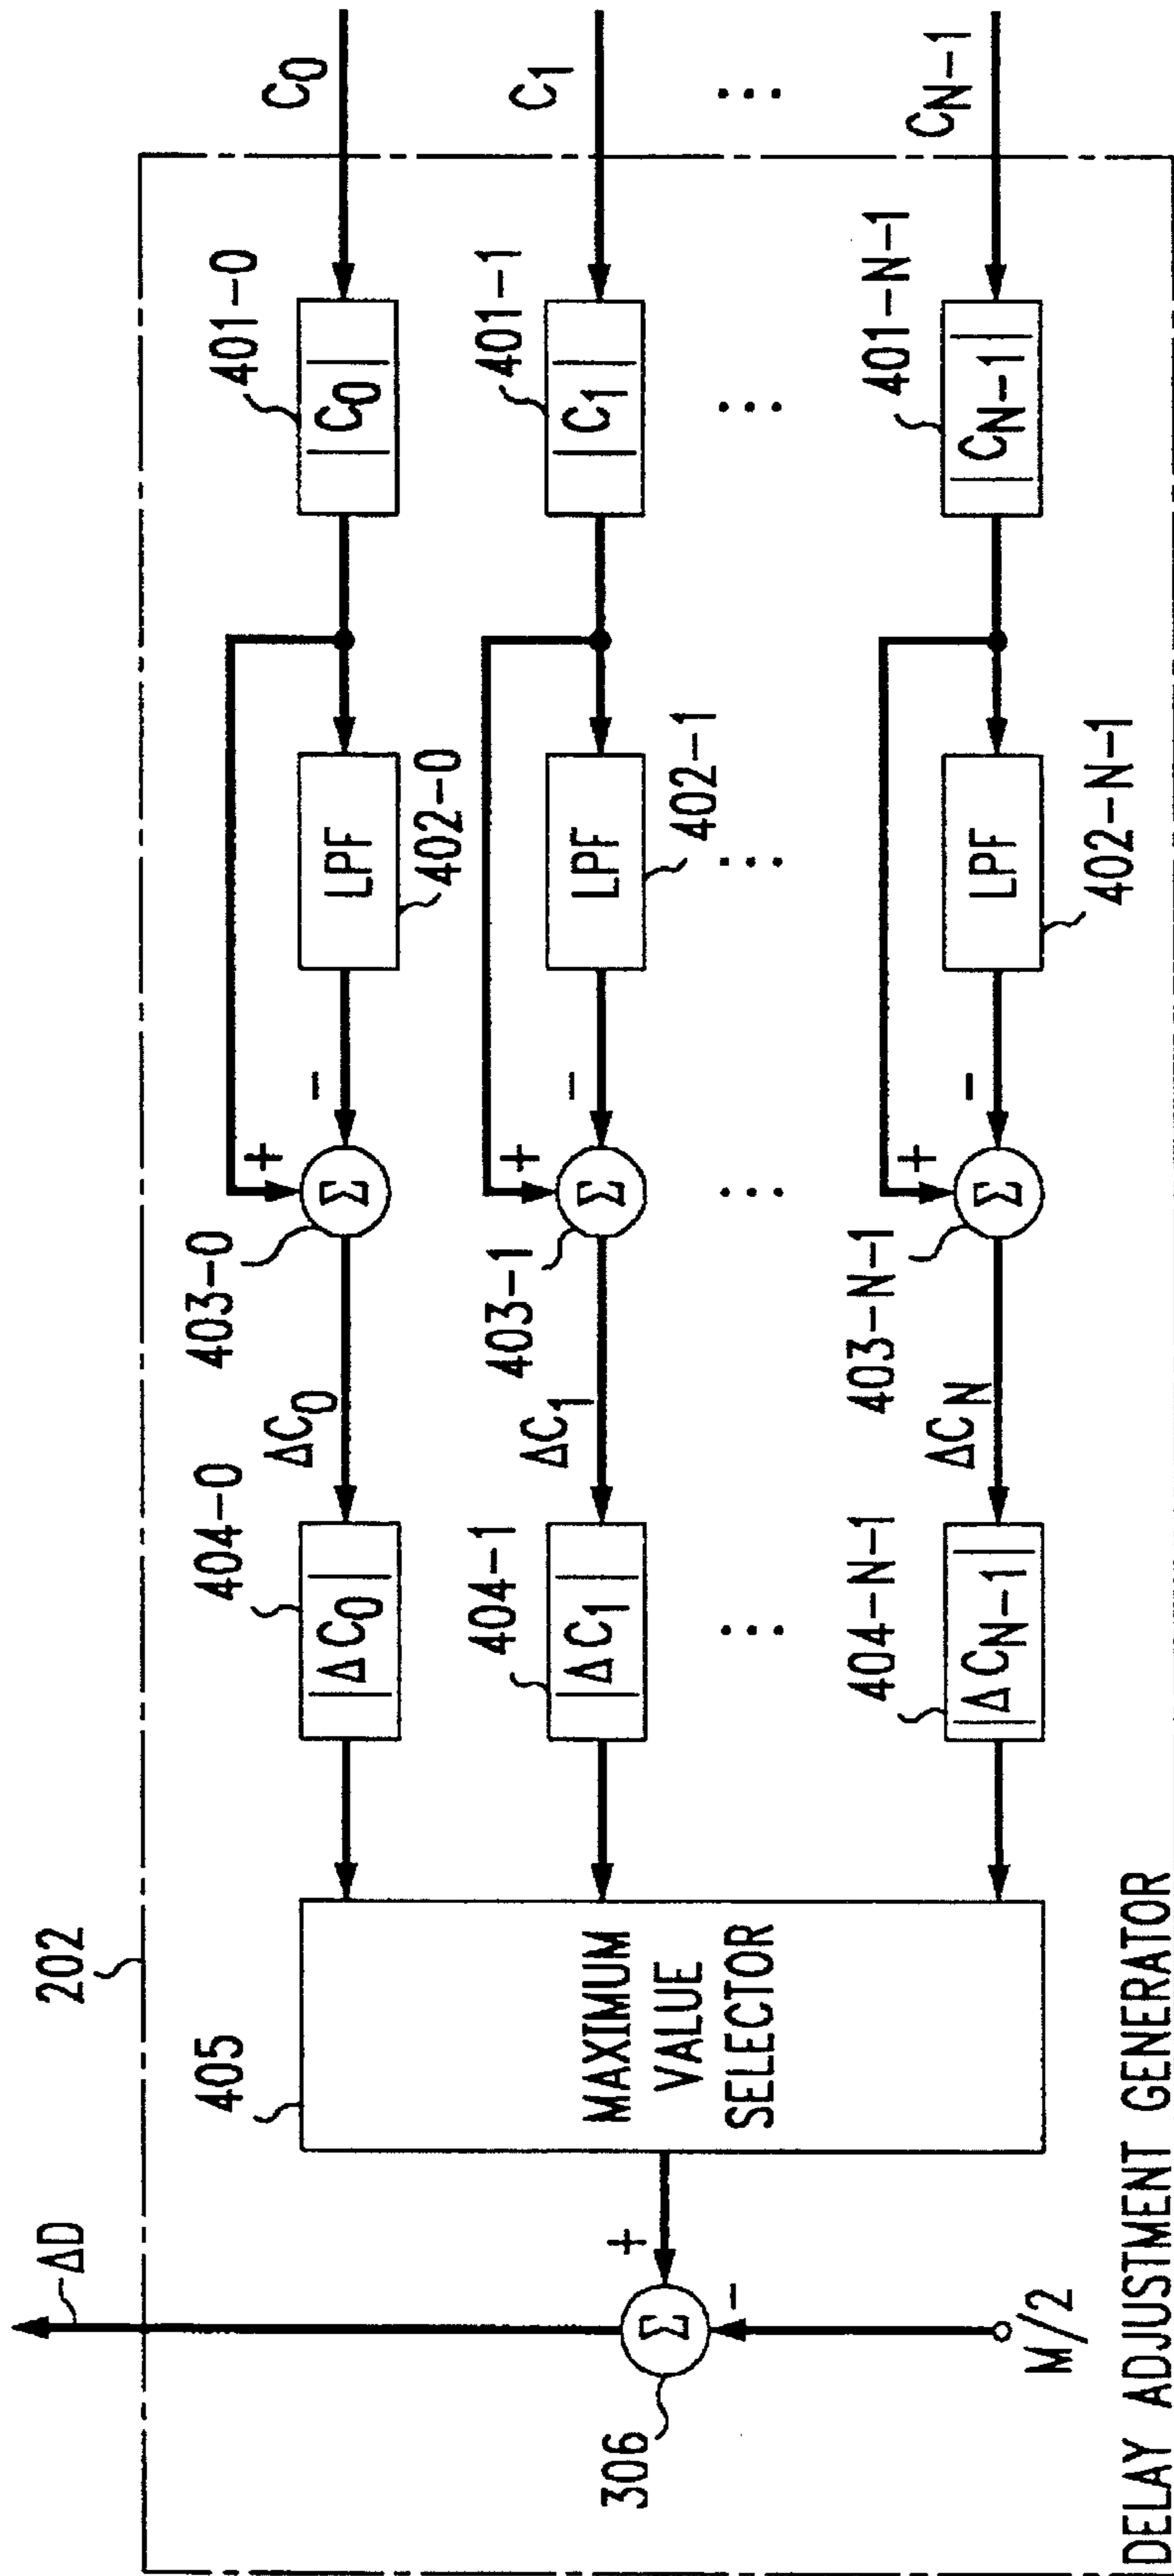 202
ΔD
405
MAXIMUM
VALUE
SELECTOR
+
Σ
-
306
M/2
404-0
|ΔC0|
ΔC0
403-0
Σ
+
-
LPF
402-0
401-0
|C0|
C0
404-1
|ΔC1|
ΔC1
403-1
Σ
+
-
LPF
402-1
401-1
|C1|
C1
...
...
...
...
...
404-N-1
|ΔCN-1|
ΔCN
403-N-1
Σ
+
-
LPF
402-N-1
401-N-1
|CN-1|
CN-1
DELAY ADJUSTMENT GENERATOR